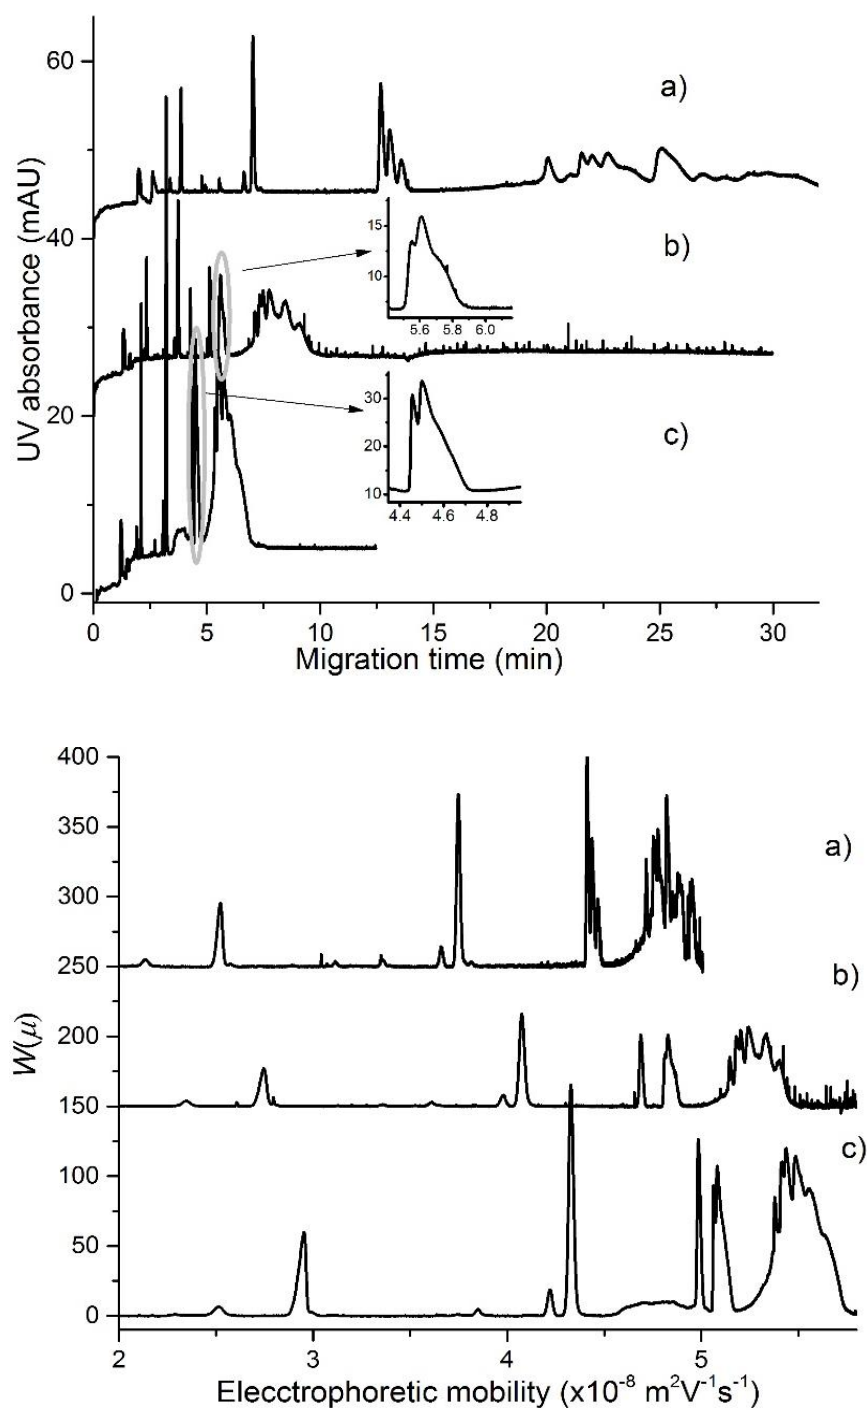 60
40
20
0
UV absorbance (mAU)
a)
b)
c)
15
10
5.6 5.8 6.0
30
20
10
4.4 4.6 4.8
0 5 10 15 20 25 30
Migration time (min)
400
350
300
250
200
150
100
50
0
W(μ)
a)
b)
c)
2 3 4 5
Elecctrophoretic mobility (x10⁻⁸ m²V⁻¹s⁻¹)